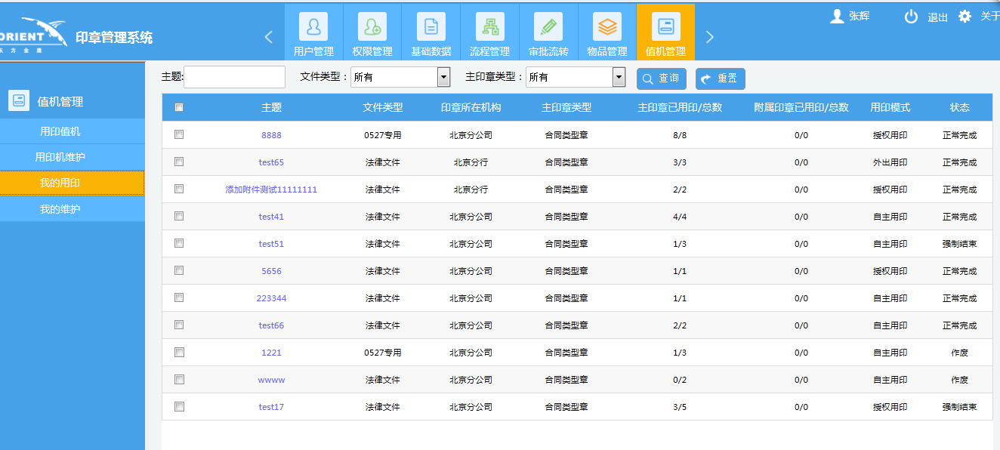 ORIENT
东方金恩
印章管理系统
用户管理 权限管理 基础数据 流程管理 审批流转 物品管理 值机管理
张辉 退出 关于
值机管理
用印值机
用印机维护
我的用印
我的维护
主题: 文件类型： 所有 主印章类型： 所有 查询 重置
主题 文件类型 印章所在机构 主印章类型 主印章已用印/总数 附属印章已用印/总数 用印模式 状态
8888 0527专用 北京分公司 合同类型章 8/8 0/0 授权用印 正常完成
test65 法律文件 北京分行 合同类型章 3/3 0/0 外出用印 正常完成
添加附件测试11111111 法律文件 北京分行 合同类型章 2/2 0/0 授权用印 正常完成
test41 法律文件 北京分公司 合同类型章 4/4 0/0 自主用印 正常完成
test51 法律文件 北京分公司 合同类型章 1/3 0/0 自主用印 强制结束
5656 法律文件 北京分公司 合同类型章 1/1 0/0 授权用印 正常完成
223344 法律文件 北京分公司 合同类型章 1/1 0/0 自主用印 正常完成
test66 法律文件 北京分公司 合同类型章 2/2 0/0 自主用印 正常完成
1221 0527专用 北京分公司 合同类型章 1/3 0/0 自主用印 作废
wwww 法律文件 北京分公司 合同类型章 0/2 0/0 自主用印 作废
test17 法律文件 北京分公司 合同类型章 3/5 0/0 授权用印 强制结束